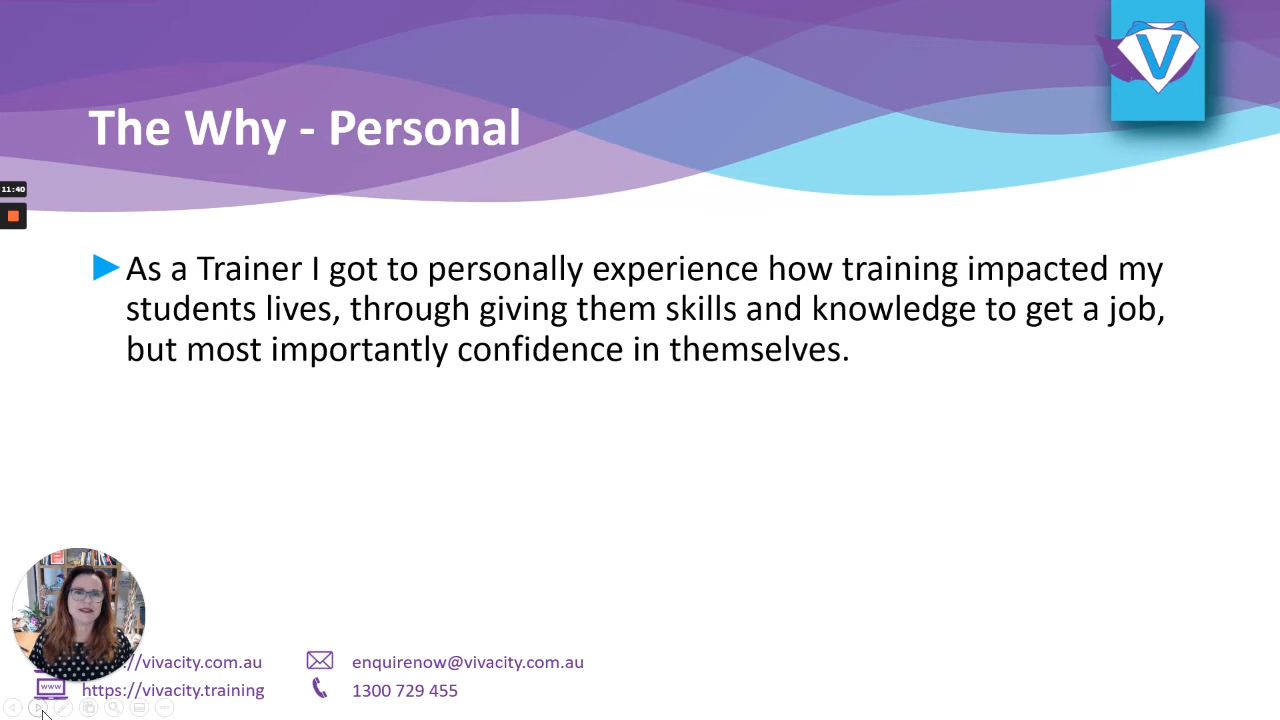 V
The Why - Personal
11:40
As a Trainer I got to personally experience how training impacted my
students lives, through giving them skills and knowledge to get a job,
but most importantly confidence in themselves.
://vivacity.com.au
enquirenow@vivacity.com.au
www
https://vivacity.training
1300 729 455